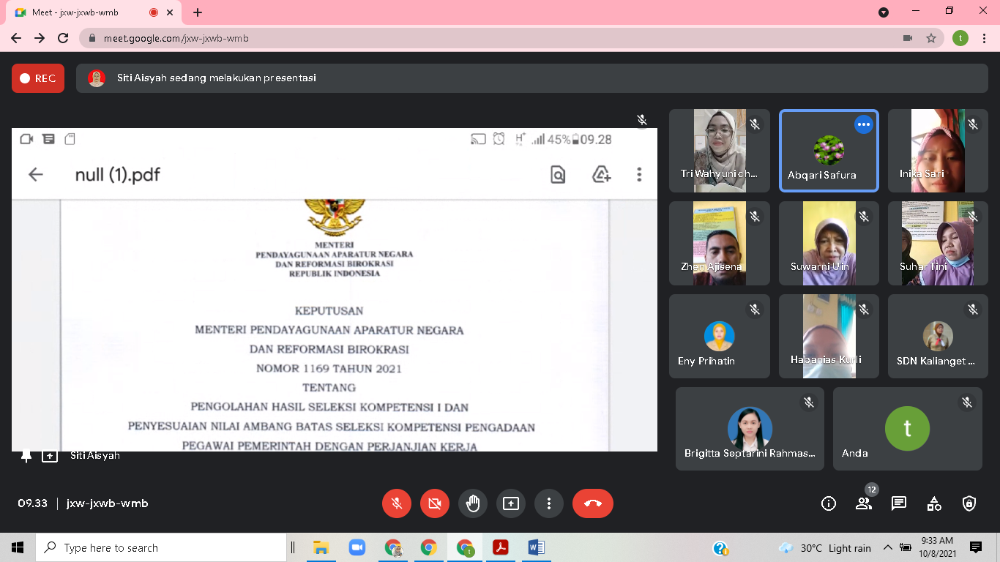 Meet - jxw-jxwb-wmb
meet.google.com/jxw-jxwb-wmb
t
REC
Siti Aisyah sedang melakukan presentasi
45% 09.28
null (1).pdf
MENTERI
PENDAYAGUNAAN APARATUR NEGARA
DAN REFORMASI BIROKRASI
REPUBLIK INDONESIA
KEPUTUSAN
MENTERI PENDAYAGUNAAN APARATUR NEGARA
DAN REFORMASI BIROKRASI
NOMOR 1169 TAHUN 2021
TENTANG
PENGOLAHAN HASIL SELEKSI KOMPETENSI I DAN
PENYESUAIAN NILAI AMBANG BATAS SELEKSI KOMPETENSI PENGADAAN
PEGAWAI PEMERINTAH DENGAN PERJANJIAN KERJA
Siti Aisyah
Tri Wahyuni ch...
Abqari Safura
Inika Sari
Zhen Ajisena
Suwarni Ulin
Suhar Tini
Eny Prihatin
Habanias Kurli
SDN Kalianget ...
Brigitta Septarini Rahmas...
t
Anda
09.33 | jxw-jxwb-wmb
12
Type here to search
30°C Light rain
9:33 AM
10/8/2021